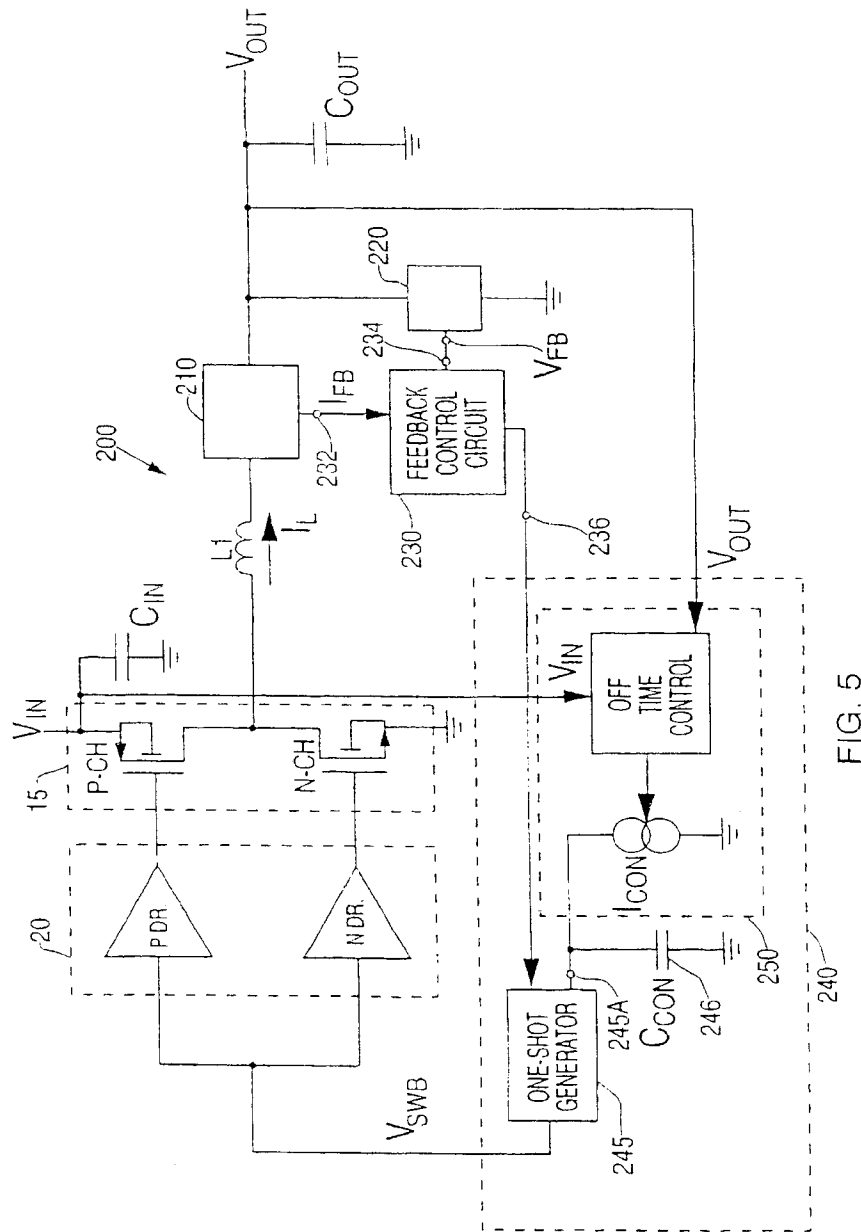 200
V_IN
C_IN
15
P-CH
N-CH
20
P DR.
N DR.
V_SWB
L1
I_L
210
I_FB
232
FEEDBACK
CONTROL
CIRCUIT
230
220
234
V_FB
236
V_OUT
C_OUT
V_IN
V_OUT
OFF
TIME
CONTROL
I_CON
250
240
ONE-SHOT
GENERATOR
245
245A
C_CON
246
FIG. 5